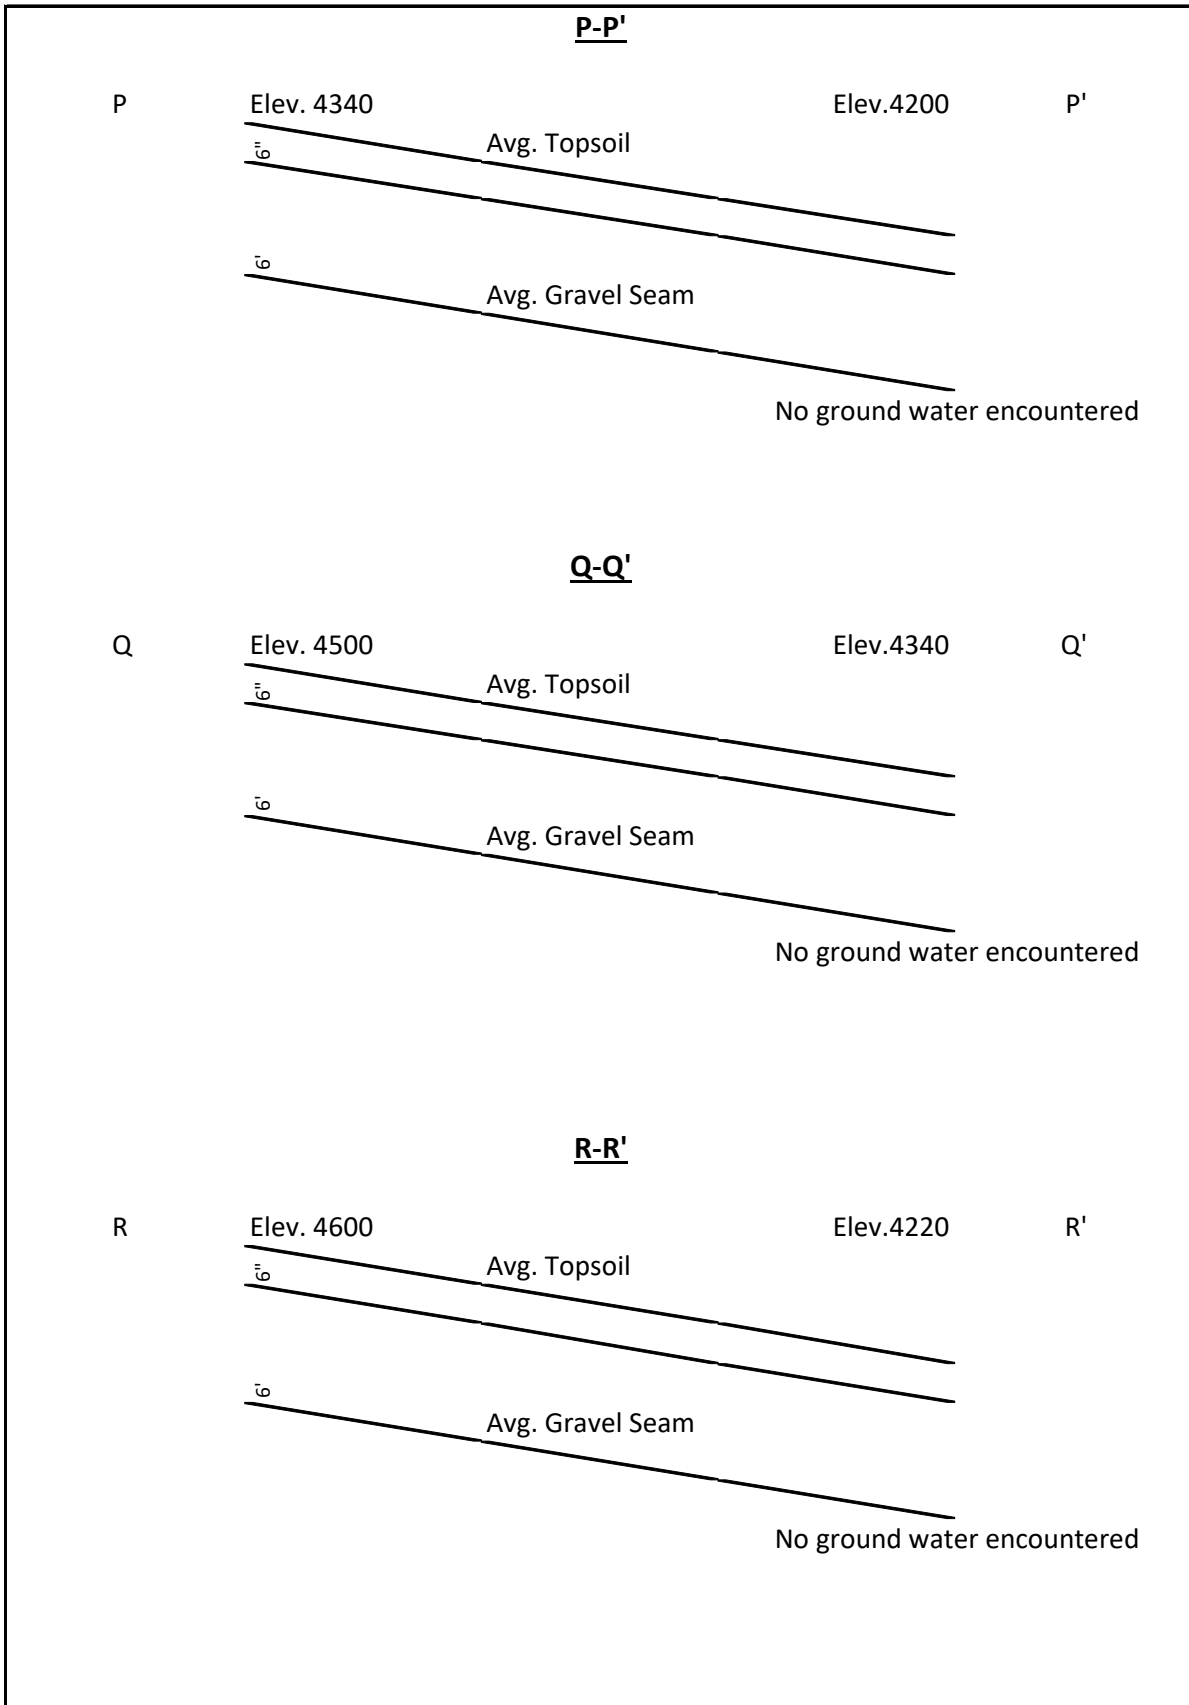 P-P'
P Elev. 4340 Elev.4200 P'
Avg. Topsoil
6"
6'
Avg. Gravel Seam
No ground water encountered
Q-Q'
Q Elev. 4500 Elev.4340 Q'
Avg. Topsoil
6"
6'
Avg. Gravel Seam
No ground water encountered
R-R'
R Elev. 4600 Elev.4220 R'
Avg. Topsoil
6"
6'
Avg. Gravel Seam
No ground water encountered